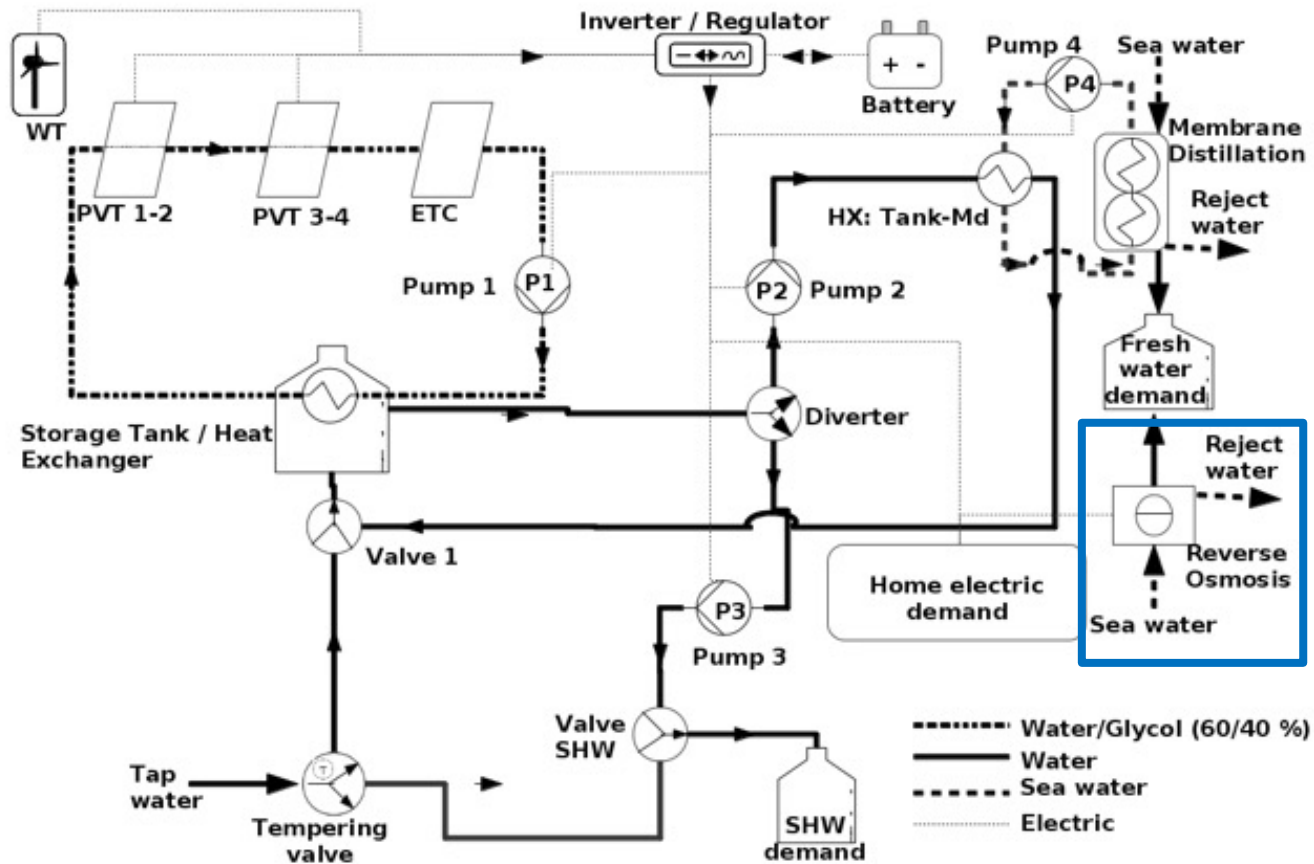 Inverter / Regulator
Pump 4
Sea water
P4
+ -
Battery
WT
Membrane
Distillation
PVT 1-2
PVT 3-4
ETC
HX: Tank-Md
Reject
water
Pump 1
P1
P2
Pump 2
Fresh
water
demand
Diverter
Storage Tank / Heat
Exchanger
Reject
water
Valve 1
Reverse
Osmosis
Home electric
demand
P3
Sea water
Pump 3
Valve
SHW
Water/Glycol (60/40 %)
Water
Tap
water
T
Sea water
Electric
Tempering
valve
SHW
demand